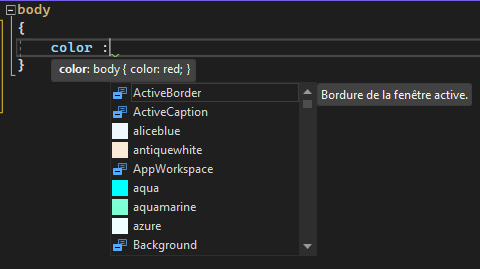 body
{
color :
}
color: body { color: red; }
ActiveBorder
Bordure de la fenêtre active.
ActiveCaption
aliceblue
antiquewhite
AppWorkspace
aqua
aquamarine
azure
Background